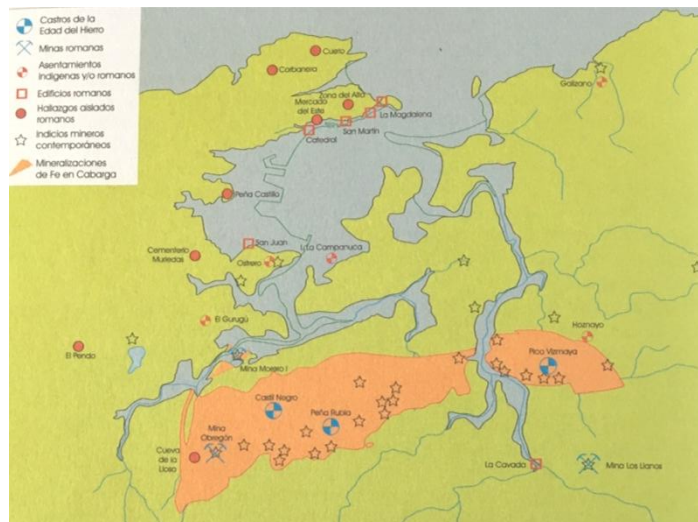 Castros de la
Edad del Hierro
Minas romanas
Asentamientos
indígenas y/o romanos
Edificios romanos
Hallazgos aislados
romanos
Indicios mineros
contemporáneos
Mineralizaciones
de Fe en Cabarga
Cueto
Corbanera
Galizano
Zona del Alta
Mercado
del Este
La Magdalena
San Martín
Catedral
Peña Castillo
San Juan
I. La Campanuca
Cementerio
Muriedas
Ostrero
El Gurugú
Hoznayo
El Pendo
Pico Vizmaya
Mina Morero I
Castil Negro
Peña Rubia
Mina
Obregón
Cueva
de la
Llosa
La Cavada
Mina Los Llanos